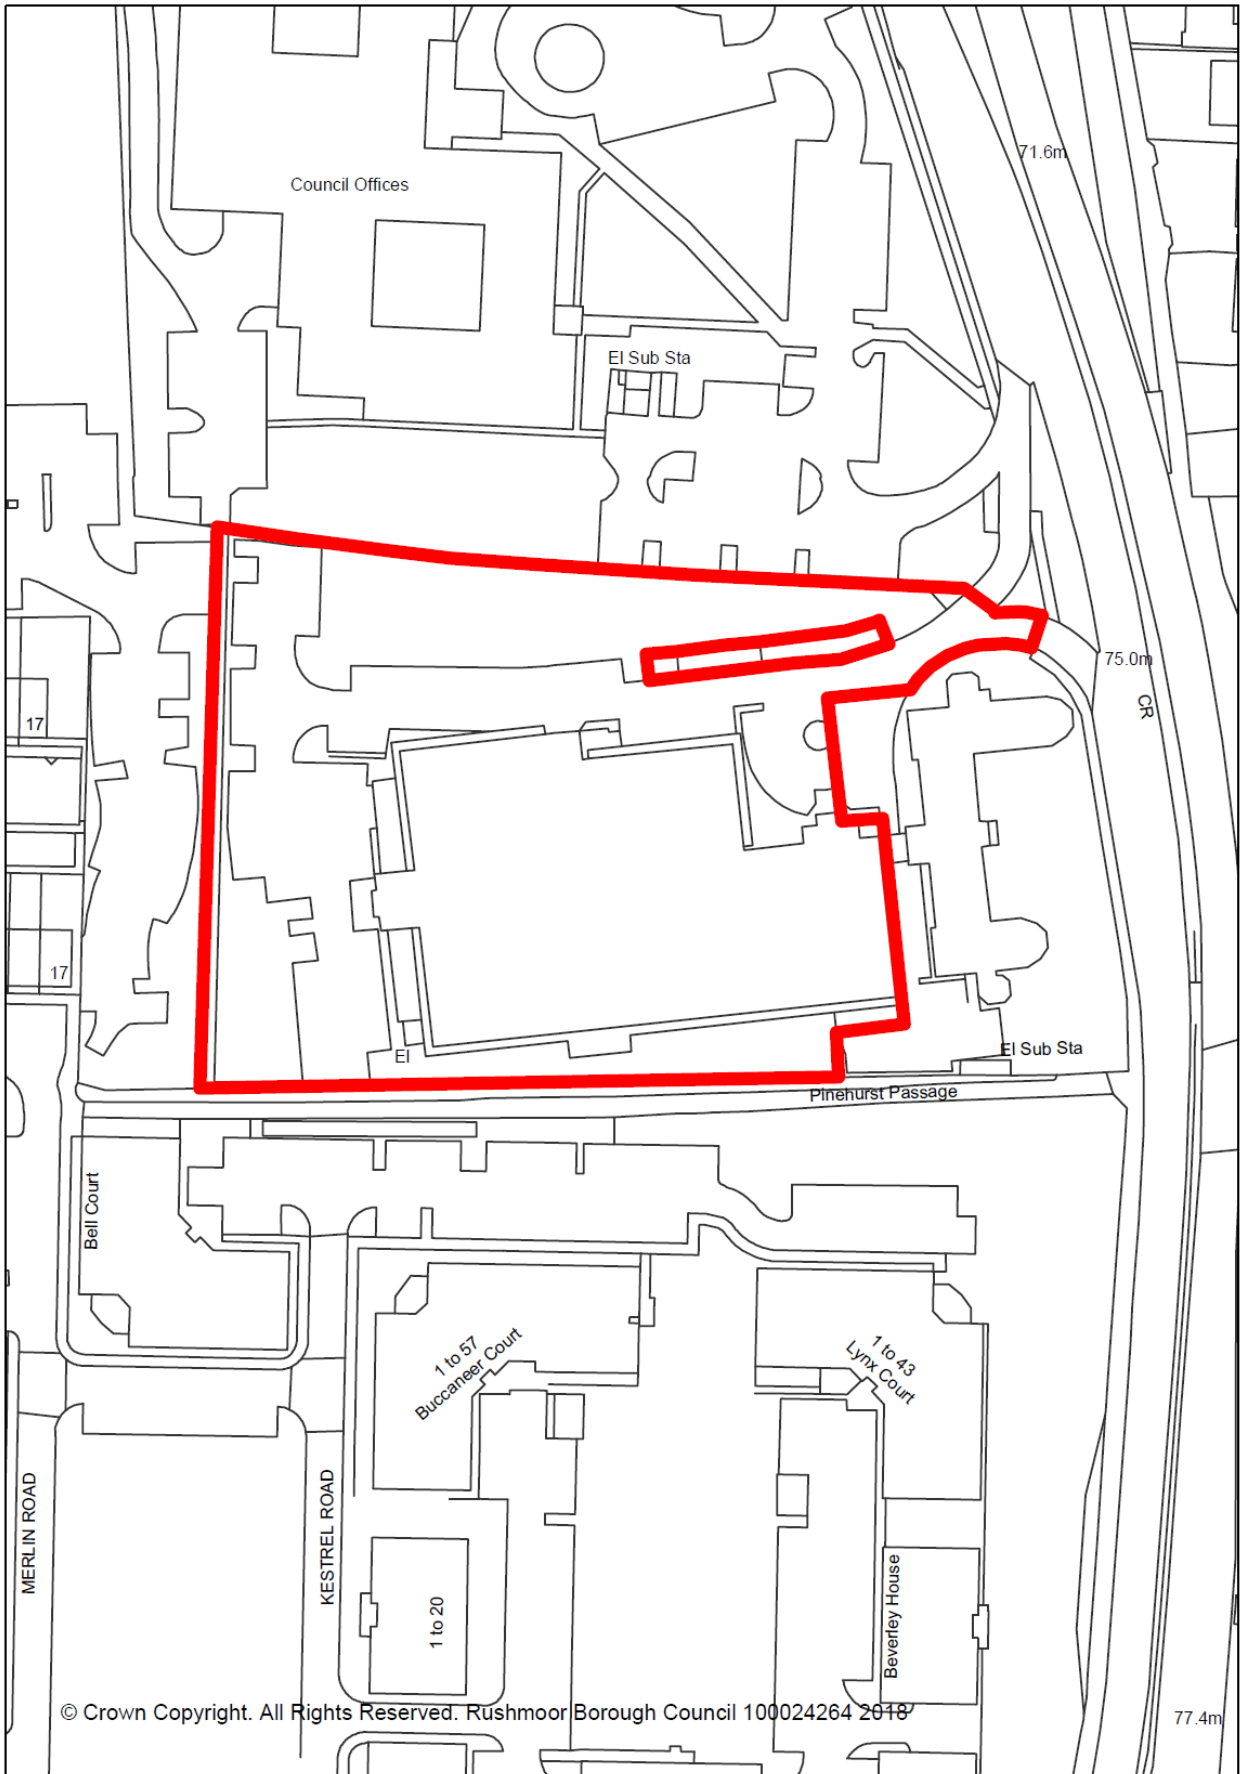 71.6m
Council Offices
El Sub Sta
75.0m
CR
17
17
El
El Sub Sta
Pinehurst Passage
Bell Court
1 to 57
Buccaneer Court
1 to 43
Lynx Court
MERLIN ROAD
KESTREL ROAD
1 to 20
Beverley House
© Crown Copyright. All Rights Reserved. Rushmoor Borough Council 100024264 2018
77.4m